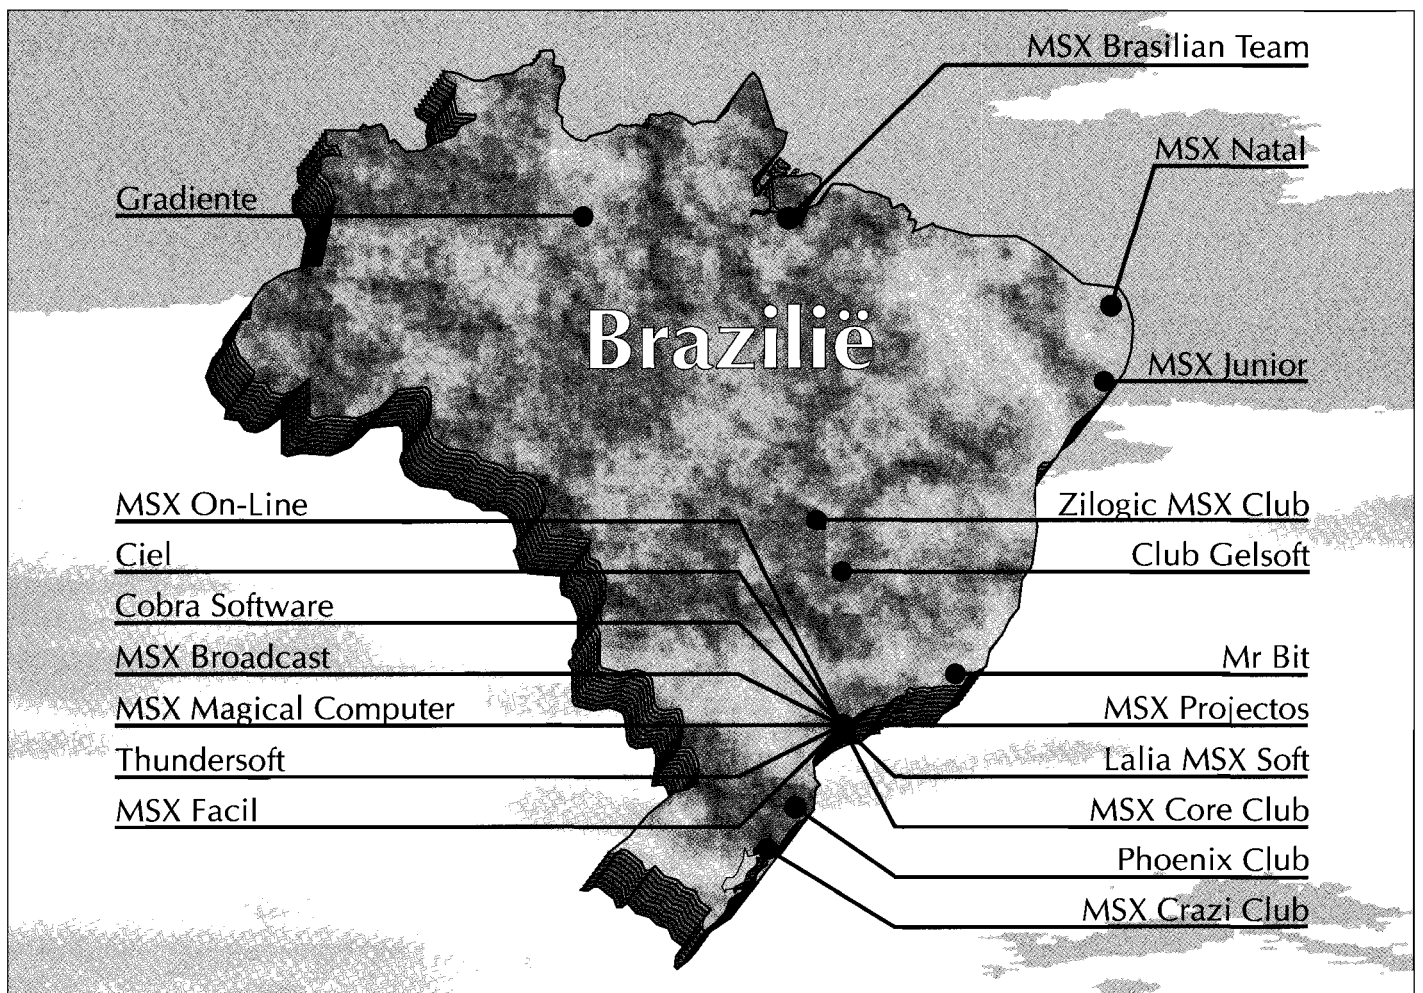 MSX Brasilian Team
MSX Natal
Gradiente
Brazilië
MSX Junior
MSX On-Line
Zilogic MSX Club
Ciel
Club Gelsoft
Cobra Software
MSX Broadcast
Mr Bit
MSX Magical Computer
MSX Projectos
Thundersoft
Lalia MSX Soft
MSX Facil
MSX Core Club
Phoenix Club
MSX Crazi Club